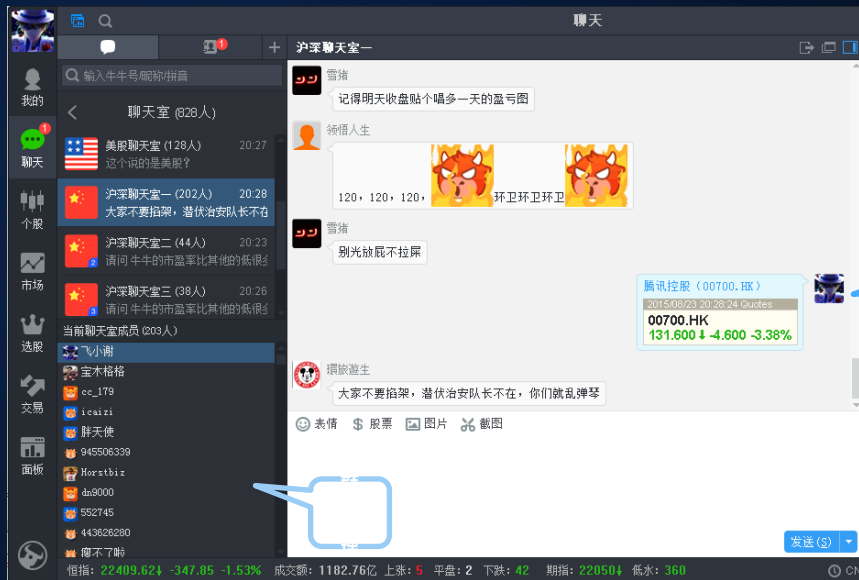 聊天
1
沪深聊天室一
输入牛牛号/昵称/拼音
我的
聊天室 (828人)
1
聊天
美股聊天室 (128人) 20:27
这个说的是美股?
沪深聊天室一 (202人) 20:28
大家不要掐架, 潜伏治安队长不在
个股
沪深聊天室二 (44人) 20:23
请问 牛牛的市盈率比其他的低很多
2
市场
沪深聊天室三 (38人) 20:26
请问 牛牛的市盈率比其他的低很多
3
当前聊天室成员 (203人)
选股
飞小谢
宝木格格
交易
cc_179
icaizi
胖天使
面板
945506339
Horstbiz
dn9000
552745
443626280
瘦不了啦
雪猪
记得明天收盘贴个唱多一天的盈亏图
领悟人生
120, 120, 120, 环卫环卫环卫
雪猪
别光放屁不拉屎
腾讯控股 (00700.HK)
2015/08/23 20:28:24 Quotes
00700.HK
131.600↓ -4.600 -3.38%
大家不要掐架, 潜伏治安队长不在, 你们就乱弹琴
表情 $ 股票 图片 截图
发送(S)
恒指: 22409.62↓ -347.85 -1.53% 成交额: 1182.76亿 上涨: 5 平盘: 2 下跌: 42 期指: 22050↓ 低水: 360 CN